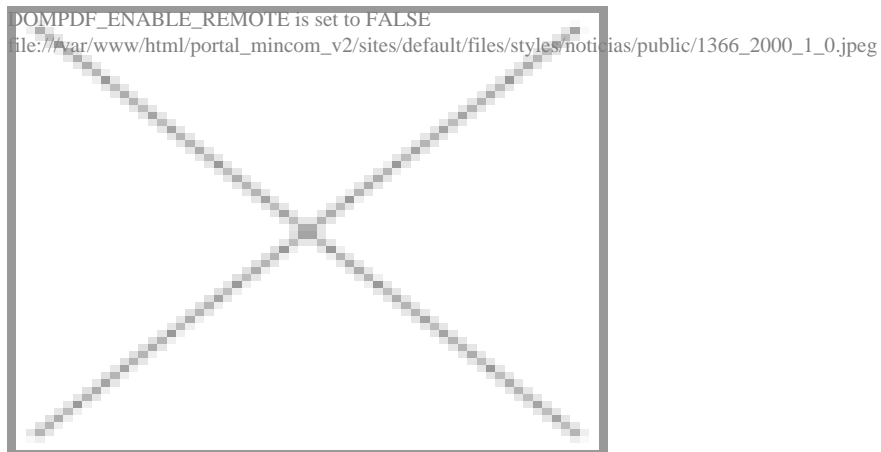 DOMPDF_ENABLE_REMOTE is set to FALSE
file:///var/www/html/portal_mincom_v2/sites/default/files/styles/noticias/public/1366_2000_1_0.jpeg